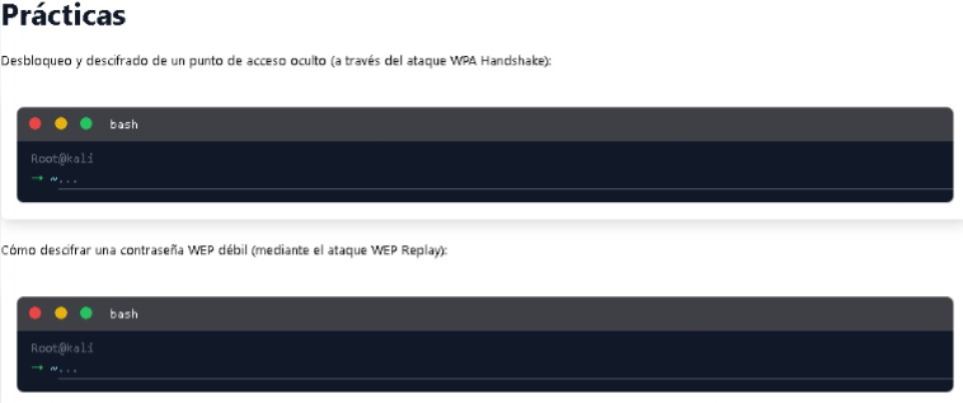 Prácticas
Desbloqueo y descifrado de un punto de acceso oculto (a través del ataque WPA Handshake):
bash
Root@kali
→ ~...
Cómo descifrar una contraseña WEP débil (mediante el ataque WEP Replay):
bash
Root@kali
→ ~...